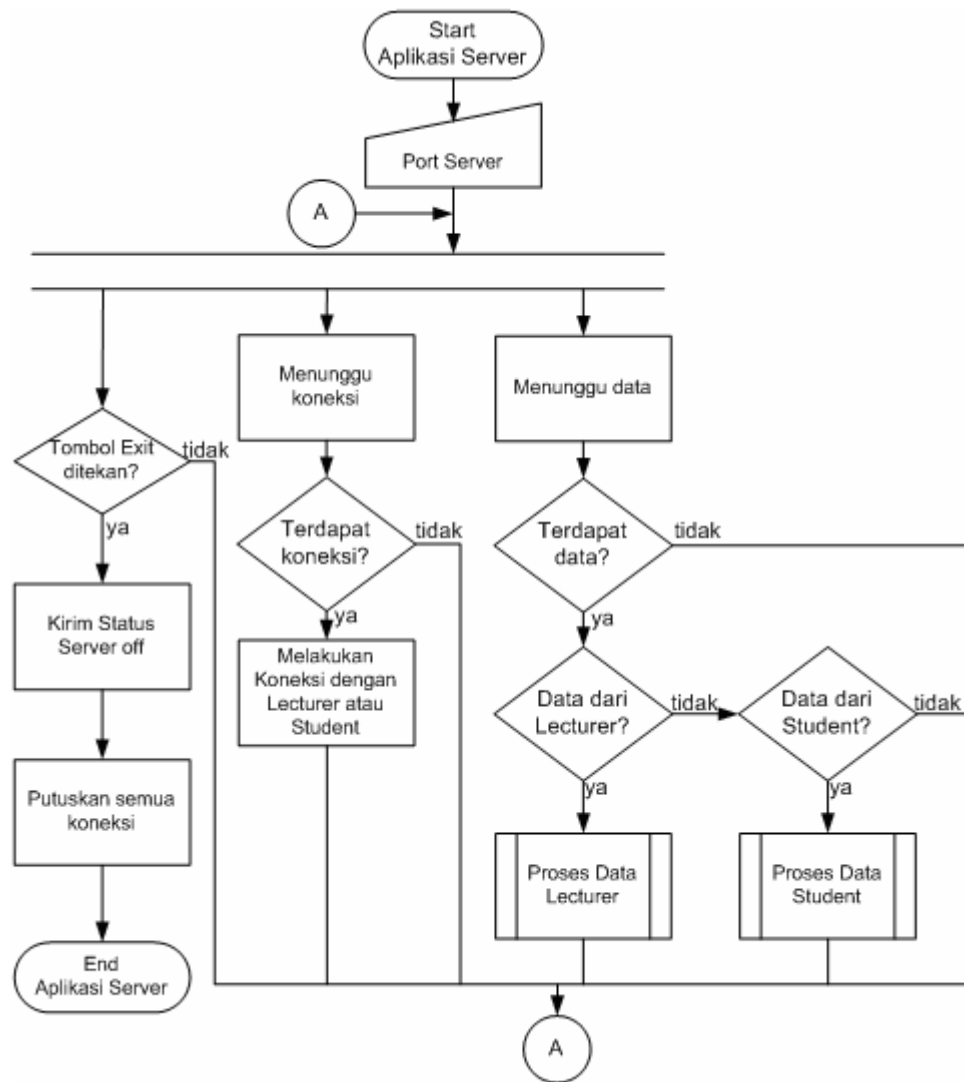 Start
Aplikasi Server
Port Server
A
Menunggu
koneksi
Menunggu data
Tombol Exit
ditekan?
tidak
ya
Terdapat
koneksi?
tidak
ya
Terdapat
data?
tidak
ya
Kirim Status
Server off
Melakukan
Koneksi dengan
Lecturer atau
Student
Data dari
Lecturer?
tidak
ya
Data dari
Student?
tidak
ya
Putuskan semua
koneksi
Proses Data
Lecturer
Proses Data
Student
End
Aplikasi Server
A